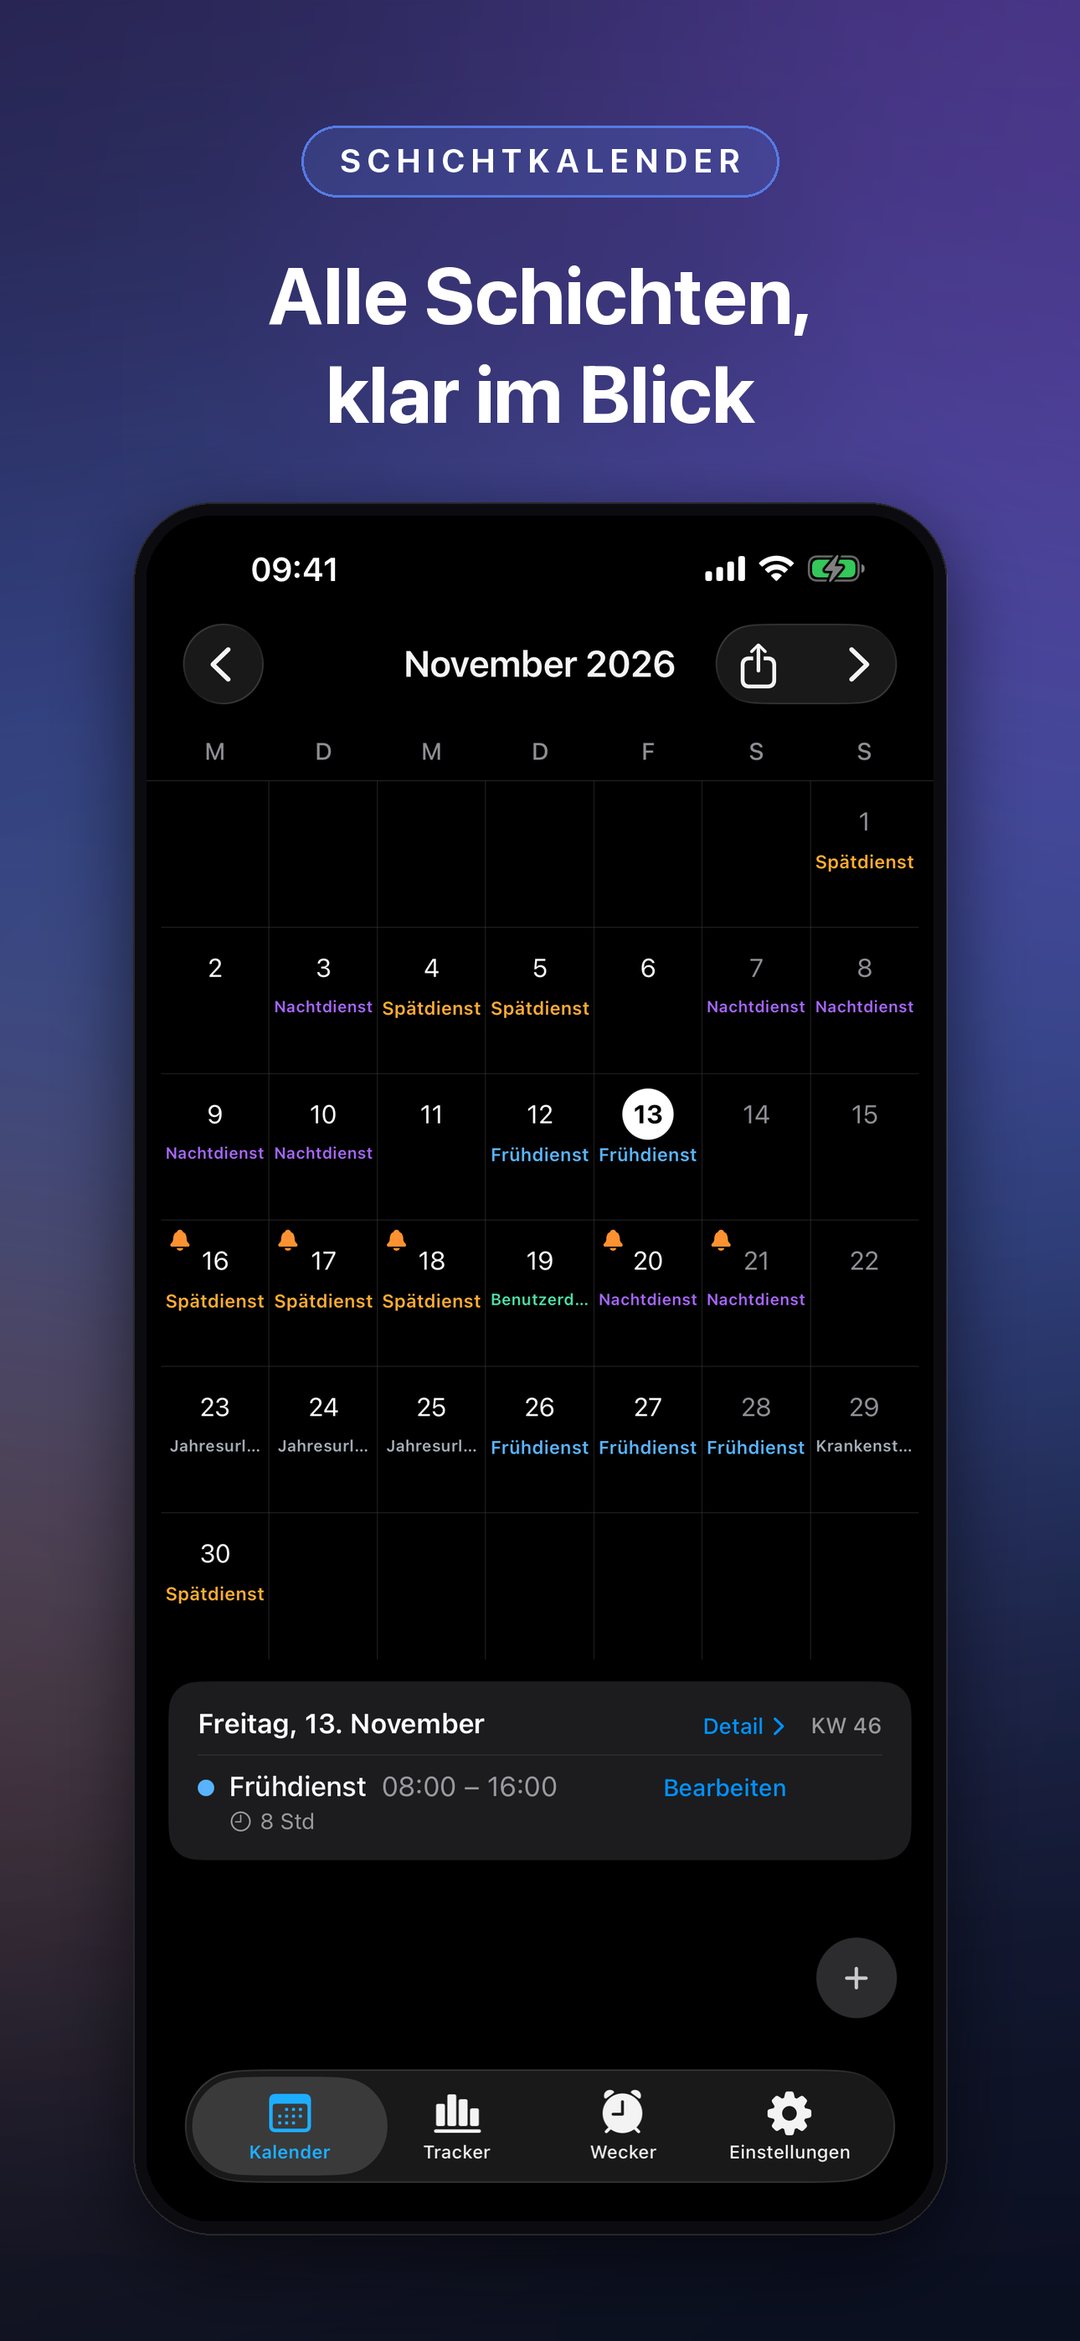 SCHICHTKALENDER
Alle Schichten,
klar im Blick
09:41
November 2026
M D M D F S S
1
Spätdienst
2 3 4 5 6 7 8
Nachtdienst Spätdienst Spätdienst Nachtdienst Nachtdienst
9 10 11 12 13 14 15
Nachtdienst Nachtdienst Frühdienst Frühdienst
16 17 18 19 20 21 22
Spätdienst Spätdienst Spätdienst Benutzerd... Nachtdienst Nachtdienst
23 24 25 26 27 28 29
Jahresurl... Jahresurl... Jahresurl... Frühdienst Frühdienst Frühdienst Krankenst...
30
Spätdienst
Freitag, 13. November Detail KW 46
Frühdienst 08:00 – 16:00 Bearbeiten
8 Std
Kalender Tracker Wecker Einstellungen